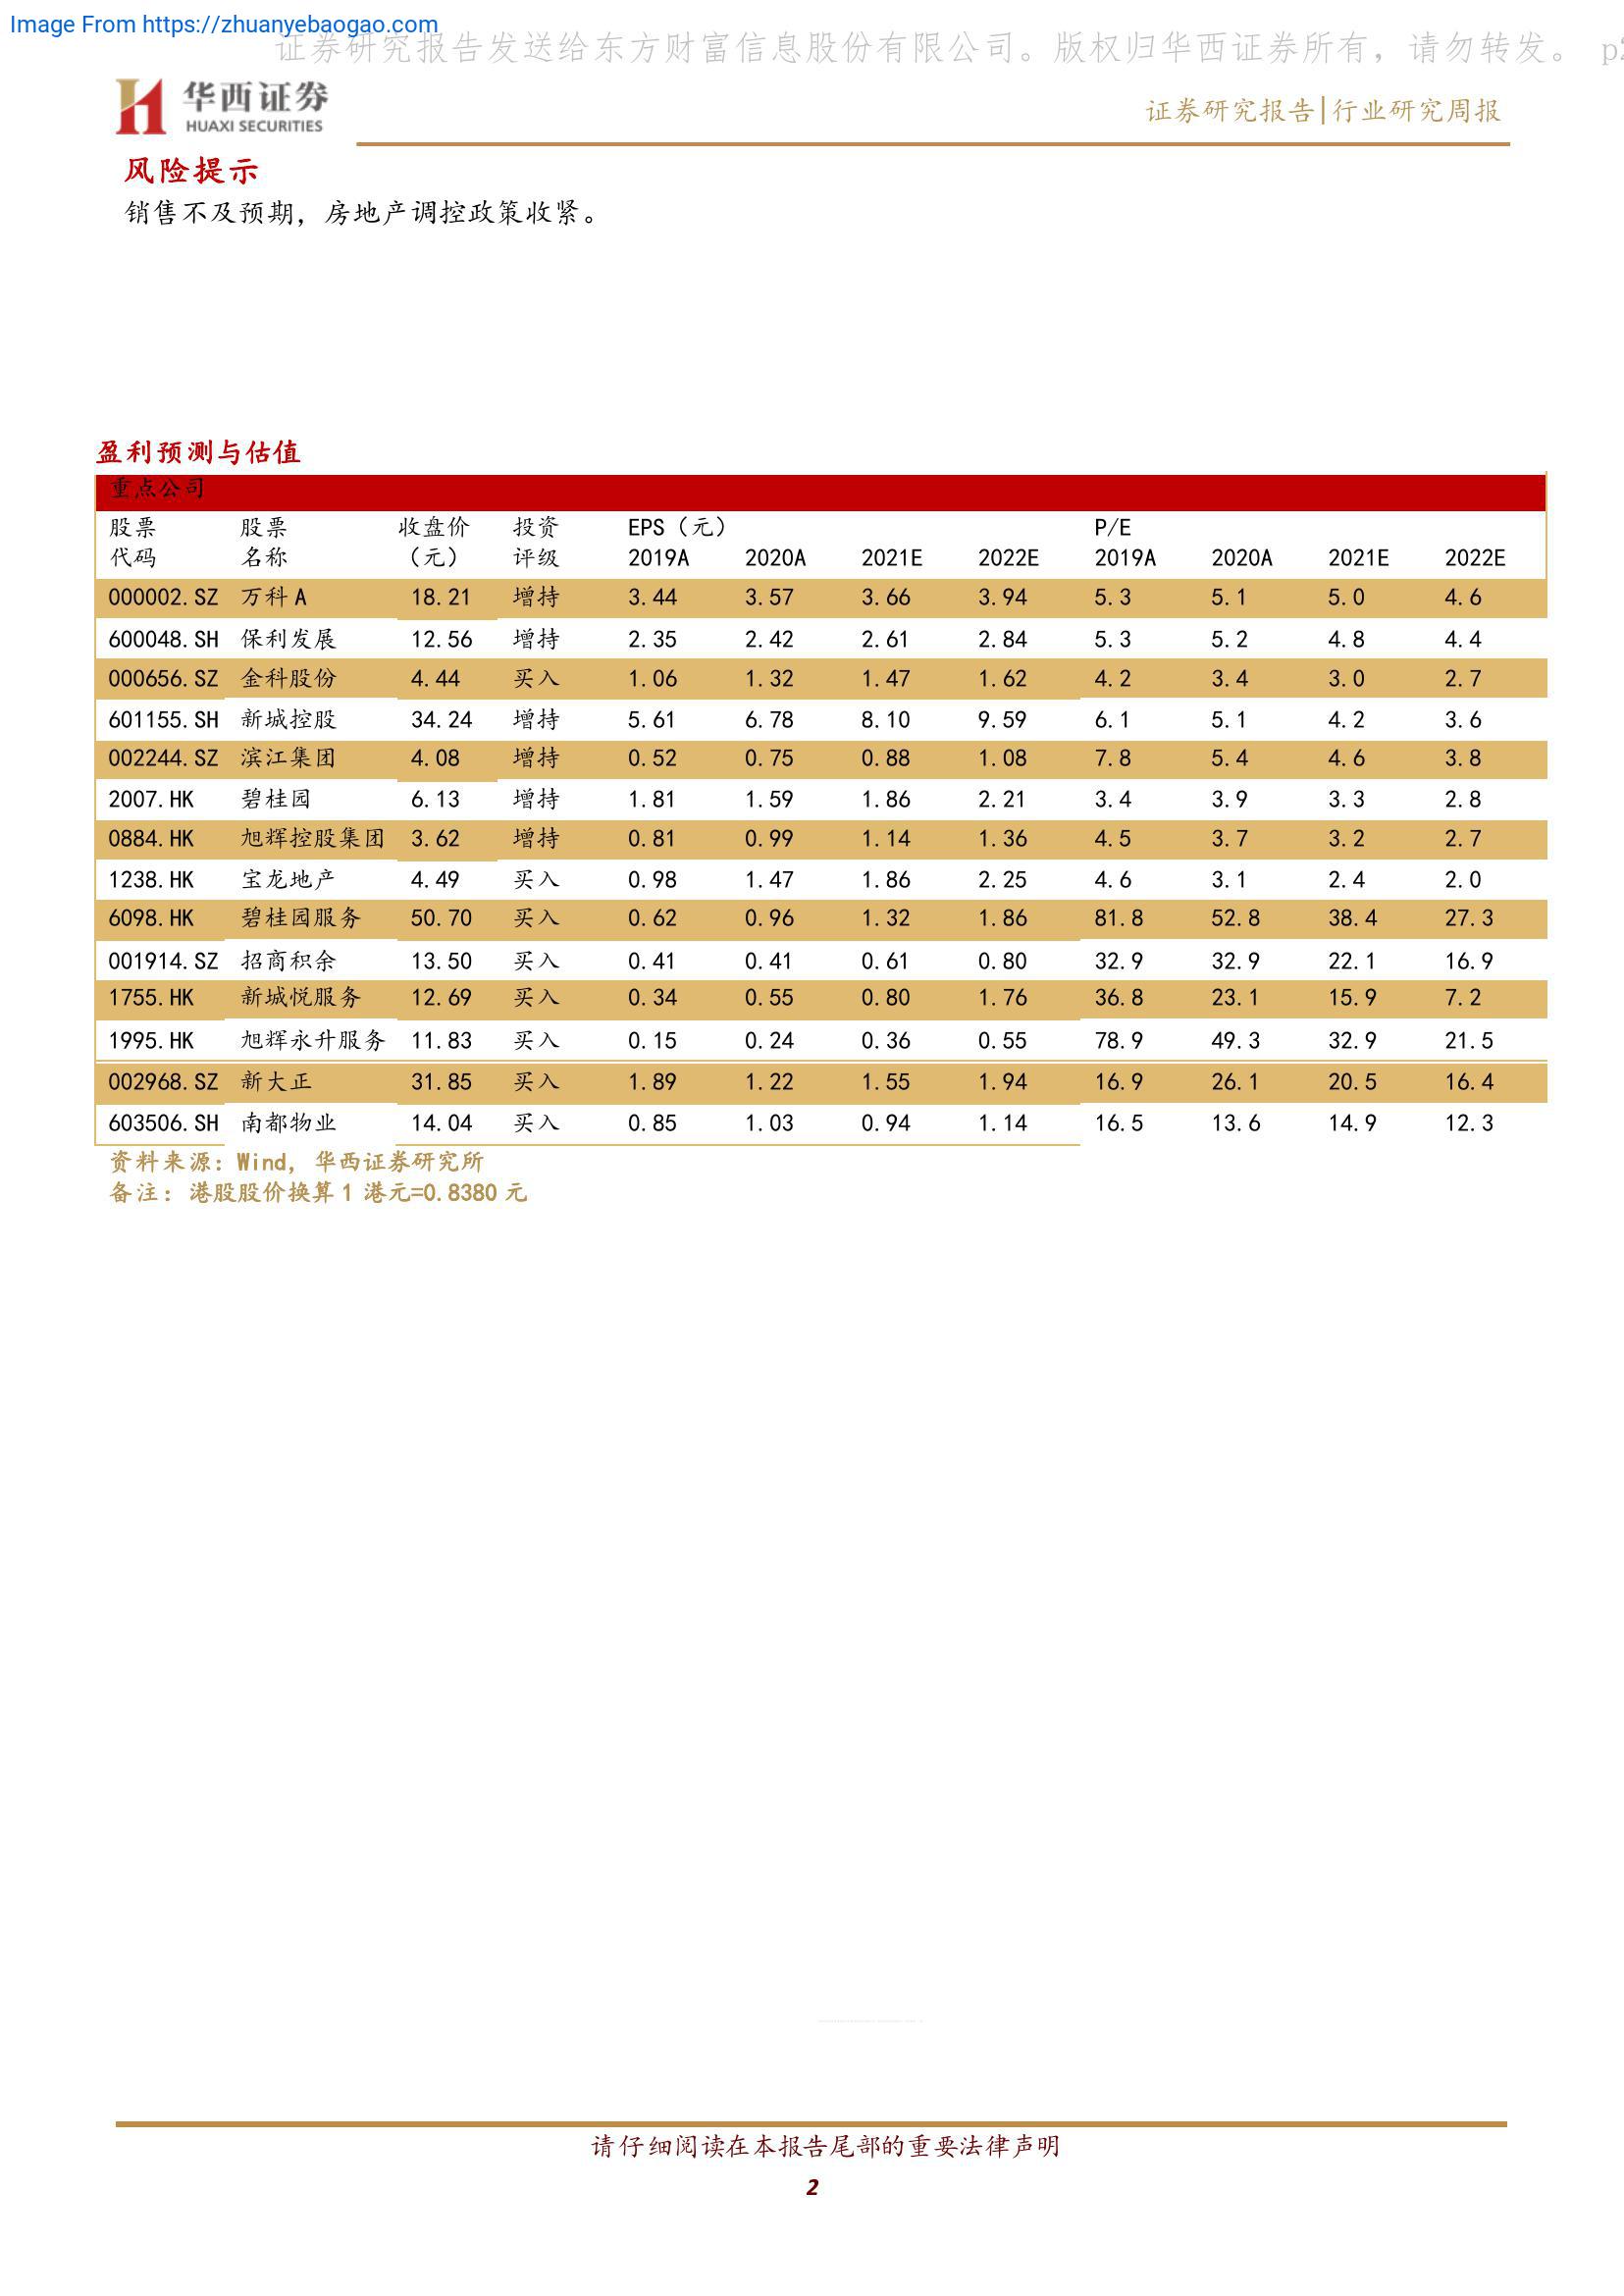 Image From https://zhuanyebaogao.com
证券研究报告发送给东方财富信息股份有限公司。版权归华西证券所有，请勿转发。 p2
华西证券
HUAXI SECURITIES
证券研究报告|行业研究周报
风险提示
销售不及预期，房地产调控政策收紧。
盈利预测与估值
重点公司
股票 股票 收盘价 投资 EPS（元） P/E
代码 名称 （元） 评级 2019A 2020A 2021E 2022E 2019A 2020A 2021E 2022E
000002.SZ 万科A 18.21 增持 3.44 3.57 3.66 3.94 5.3 5.1 5.0 4.6
600048.SH 保利发展 12.56 增持 2.35 2.42 2.61 2.84 5.3 5.2 4.8 4.4
000656.SZ 金科股份 4.44 买入 1.06 1.32 1.47 1.62 4.2 3.4 3.0 2.7
601155.SH 新城控股 34.24 增持 5.61 6.78 8.10 9.59 6.1 5.1 4.2 3.6
002244.SZ 滨江集团 4.08 增持 0.52 0.75 0.88 1.08 7.8 5.4 4.6 3.8
2007.HK 碧桂园 6.13 增持 1.81 1.59 1.86 2.21 3.4 3.9 3.3 2.8
0884.HK 旭辉控股集团 3.62 增持 0.81 0.99 1.14 1.36 4.5 3.7 3.2 2.7
1238.HK 宝龙地产 4.49 买入 0.98 1.47 1.86 2.25 4.6 3.1 2.4 2.0
6098.HK 碧桂园服务 50.70 买入 0.62 0.96 1.32 1.86 81.8 52.8 38.4 27.3
001914.SZ 招商积余 13.50 买入 0.41 0.41 0.61 0.80 32.9 32.9 22.1 16.9
1755.HK 新城悦服务 12.69 买入 0.34 0.55 0.80 1.76 36.8 23.1 15.9 7.2
1995.HK 旭辉永升服务 11.83 买入 0.15 0.24 0.36 0.55 78.9 49.3 32.9 21.5
002968.SZ 新大正 31.85 买入 1.89 1.22 1.55 1.94 16.9 26.1 20.5 16.4
603506.SH 南都物业 14.04 买入 0.85 1.03 0.94 1.14 16.5 13.6 14.9 12.3
资料来源：Wind，华西证券研究所
备注：港股股价换算1 港元=0.8380 元
请仔细阅读在本报告尾部的重要法律声明
2